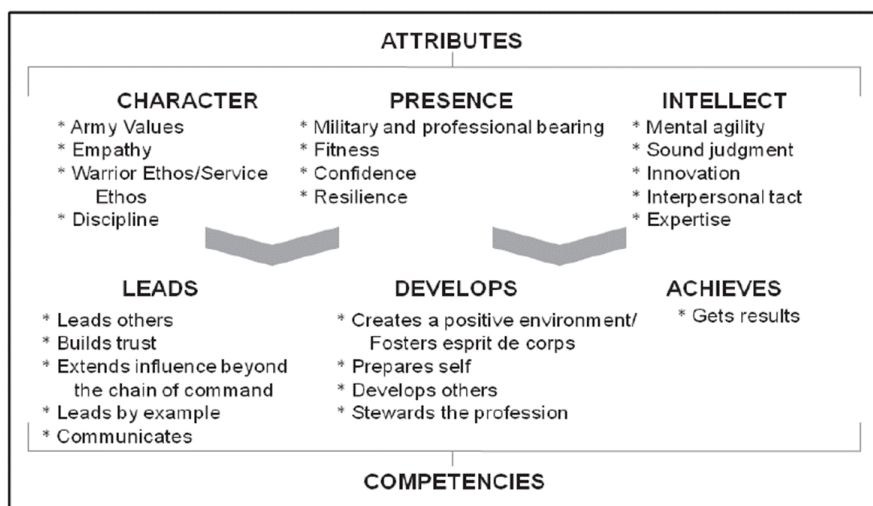 ATTRIBUTES
CHARACTER
* Army Values
* Empathy
* Warrior Ethos/Service
Ethos
* Discipline
PRESENCE
* Military and professional bearing
* Fitness
* Confidence
* Resilience
INTELLECT
* Mental agility
* Sound judgment
* Innovation
* Interpersonal tact
* Expertise
LEADS
* Leads others
* Builds trust
* Extends influence beyond
the chain of command
* Leads by example
* Communicates
DEVELOPS
* Creates a positive environment/
Fosters esprit de corps
* Prepares self
* Develops others
* Stewards the profession
ACHIEVES
* Gets results
COMPETENCIES